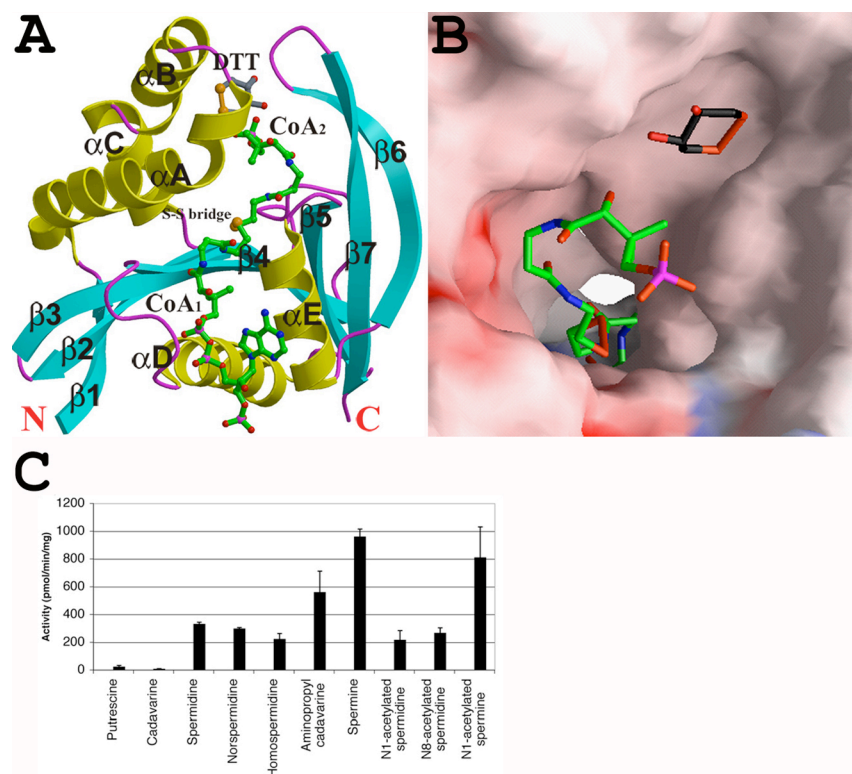 A
DTT
αB
CoA2
αC
β6
αA
S-S bridge
β5
β4
β7
CoA1
β3
αE
β2
αD
β1
N
C
B
C
Activity (pmol/min/mg)
1200
1000
800
600
400
200
0
Putrescine
Cadavarine
Spermidine
Norspermidine
Homospermidine
Aminopropyl
cadavarine
Spermine
N1-acetylated
spermidine
N8-acetylated
spermidine
N1-acetylated
spermine